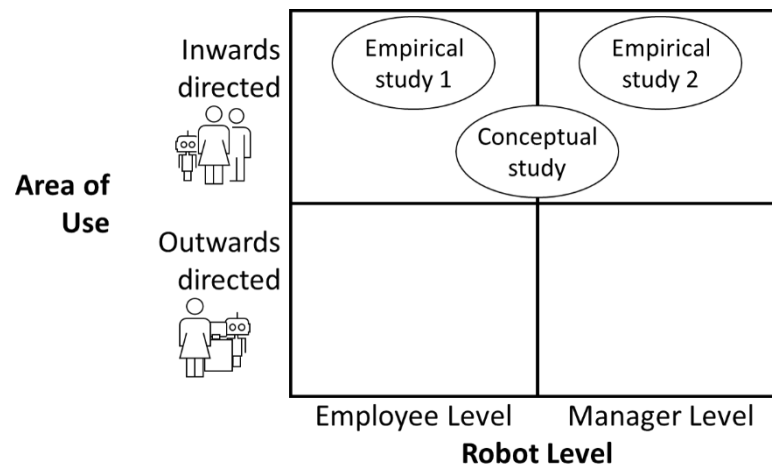 Inwards
directed
Empirical
study 1
Empirical
study 2
Conceptual
study
Area of
Use
Outwards
directed
Employee Level
Manager Level
Robot Level